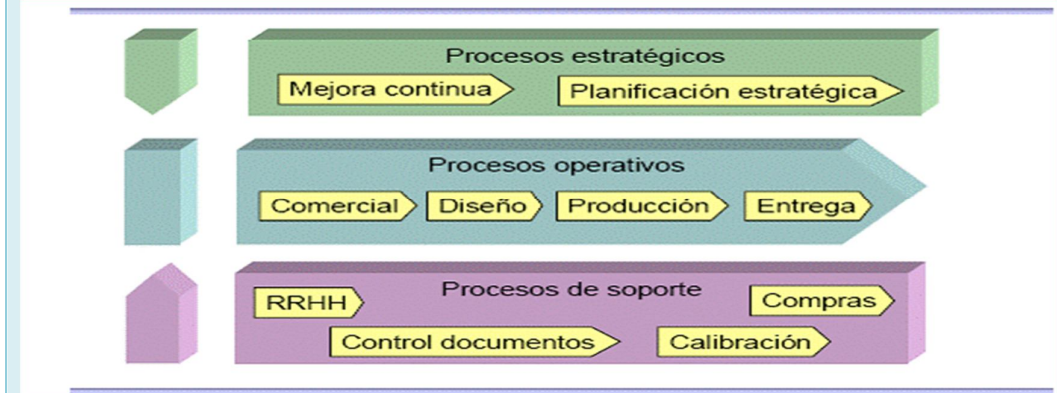 Procesos estratégicos
Mejora continua
Planificación estratégica
Procesos operativos
Comercial
Diseño
Producción
Entrega
Procesos de soporte
RRHH
Compras
Control documentos
Calibración